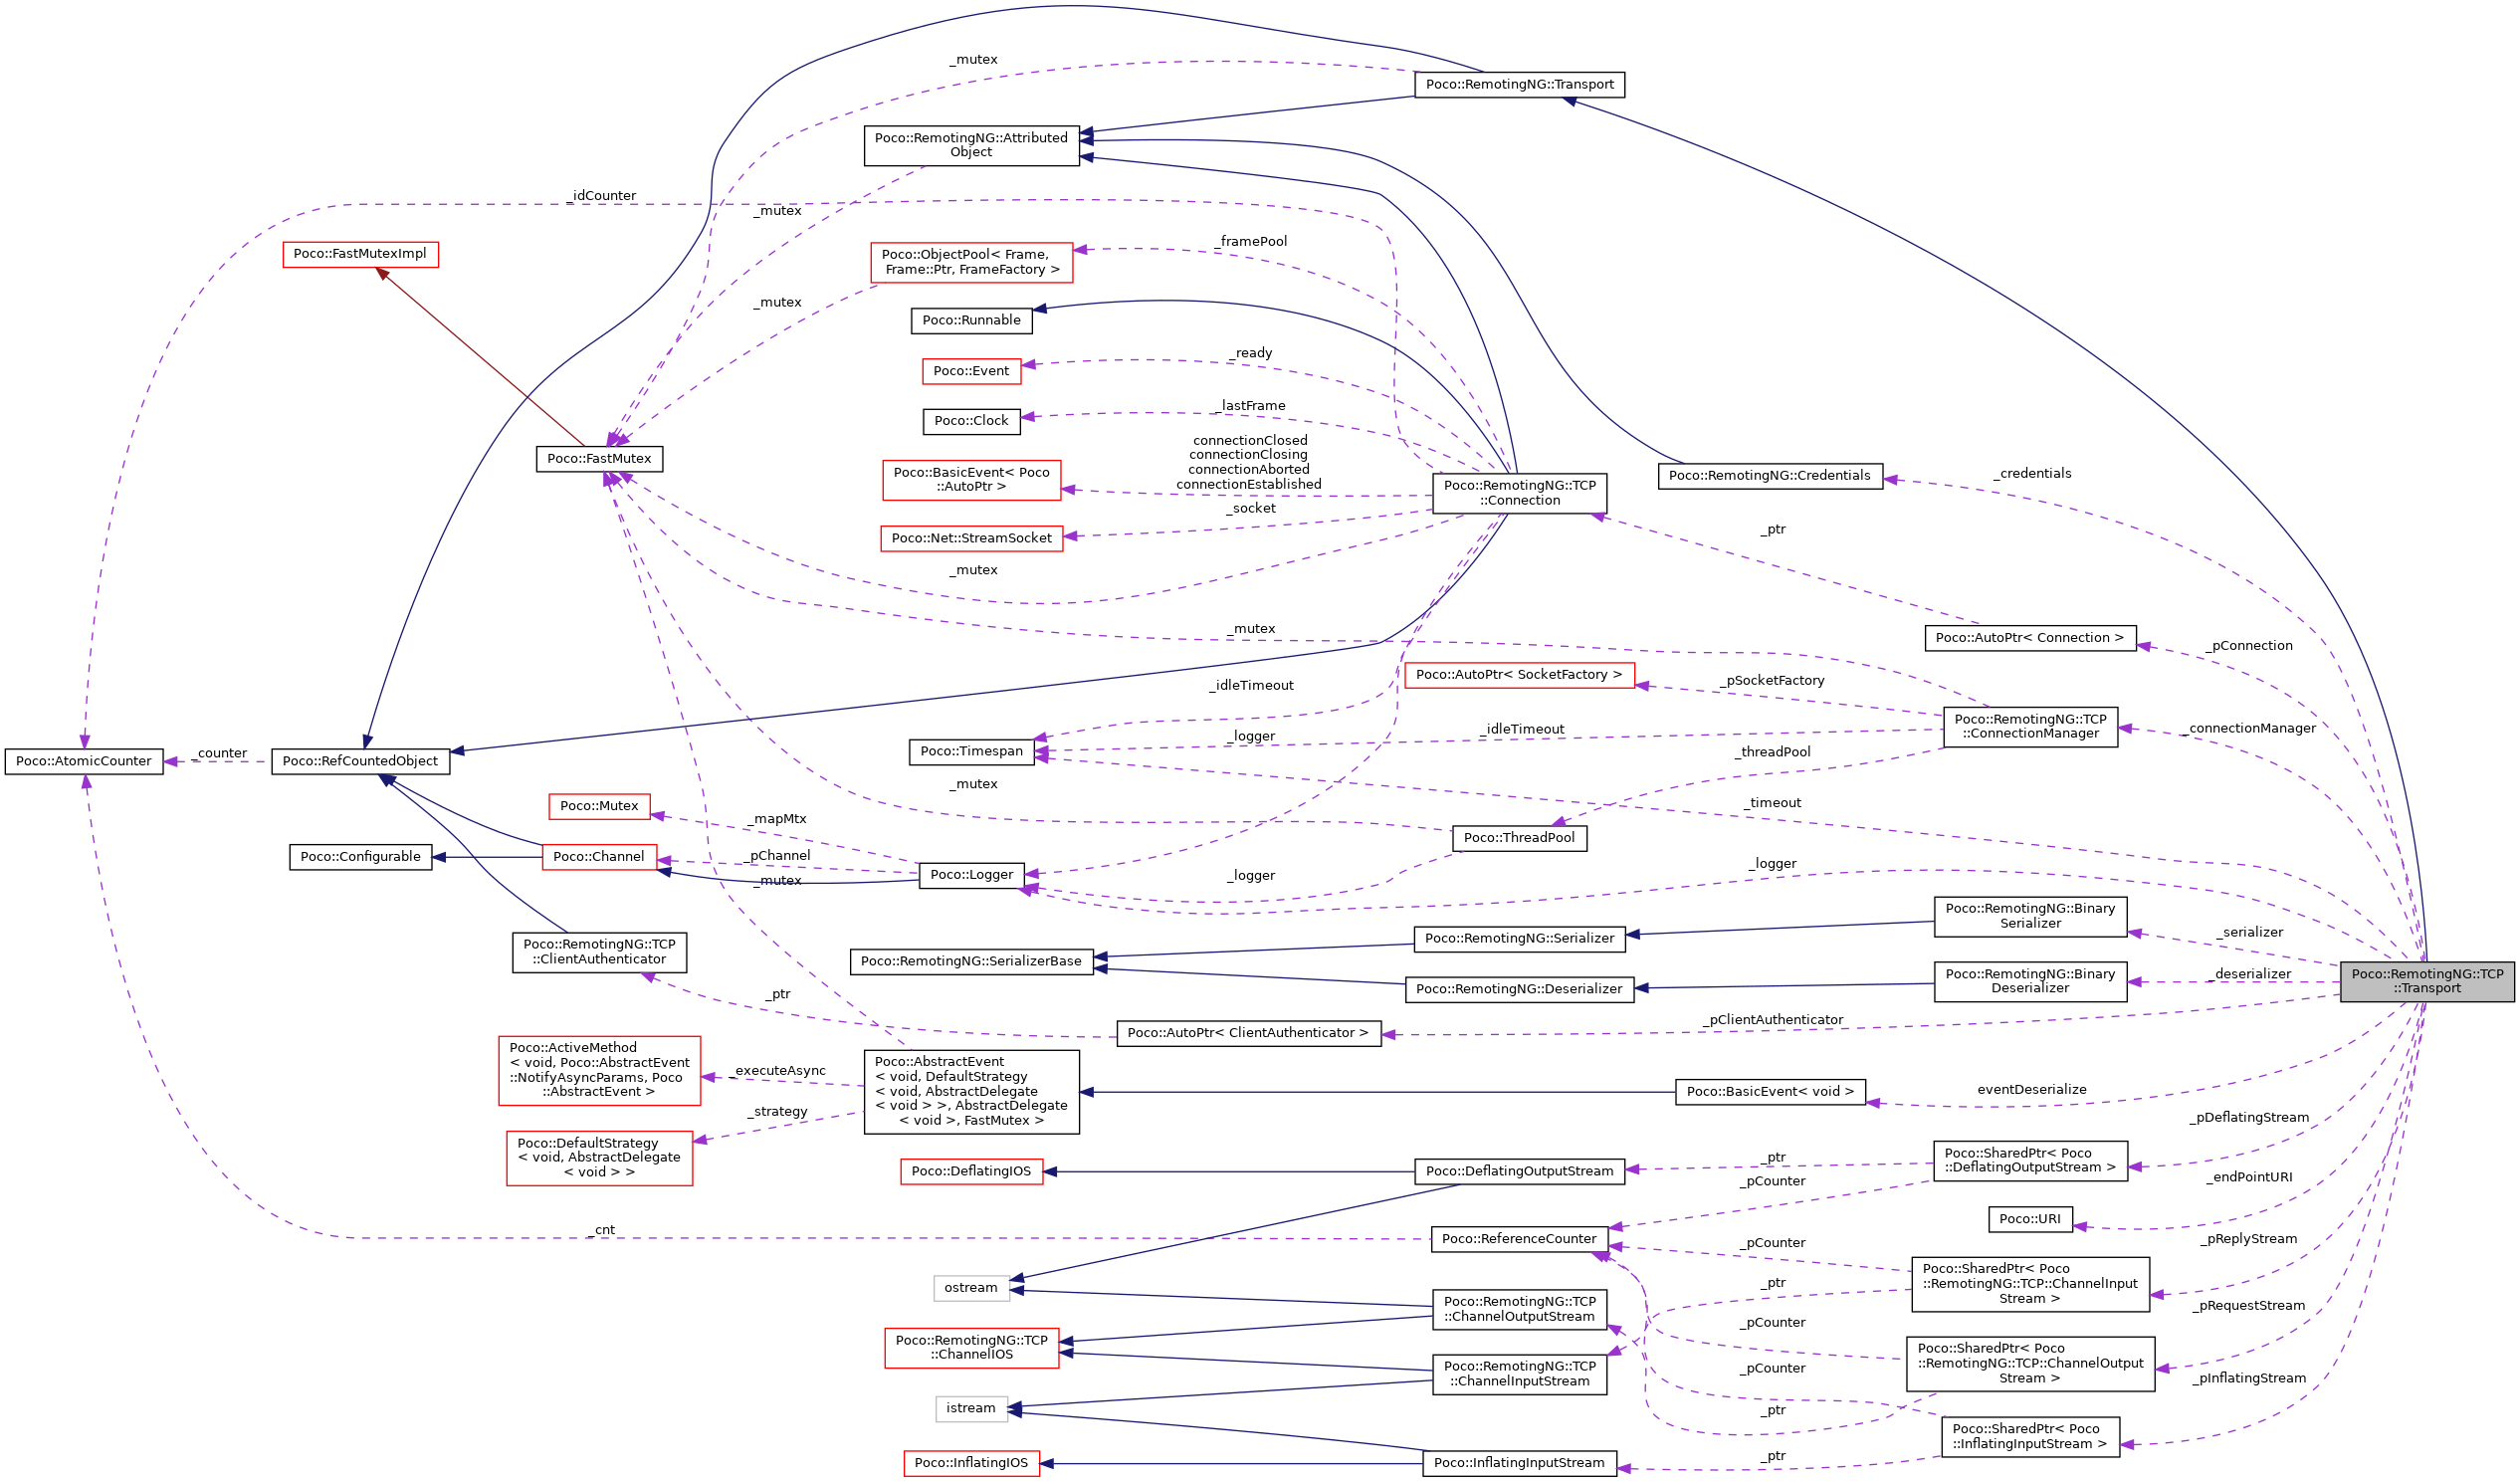 _mutex
Poco::RemotingNG::Transport
Poco::RemotingNG::Attributed
Object
_idCounter
_mutex
_framePool
Poco::FastMutexImpl
Poco::ObjectPool< Frame,
Frame::Ptr, FrameFactory >
_mutex
Poco::Runnable
_ready
Poco::Event
_lastFrame
Poco::Clock
connectionClosed
connectionClosing
connectionAborted
connectionEstablished
Poco::FastMutex
Poco::BasicEvent< Poco
::AutoPtr >
Poco::RemotingNG::TCP
::Connection
Poco::RemotingNG::Credentials
_credentials
_socket
Poco::Net::StreamSocket
_ptr
_mutex
_mutex
Poco::AutoPtr< Connection >
_pConnection
Poco::AutoPtr< SocketFactory >
_pSocketFactory
_idleTimeout
Poco::RemotingNG::TCP
::ConnectionManager
_connectionManager
_idleTimeout
_logger
Poco::Timespan
_threadPool
_counter
Poco::AtomicCounter
Poco::RefCountedObject
_mutex
_timeout
Poco::Mutex
_mapMtx
Poco::ThreadPool
Poco::Configurable
Poco::Channel
_pChannel
_logger
Poco::Logger
_logger
_mutex
Poco::RemotingNG::Binary
Serializer
_serializer
Poco::RemotingNG::Serializer
Poco::RemotingNG::TCP
::ClientAuthenticator
Poco::RemotingNG::SerializerBase
Poco::RemotingNG::Deserializer
Poco::RemotingNG::Binary
Deserializer
_deserializer
Poco::RemotingNG::TCP
::Transport
_ptr
Poco::AutoPtr< ClientAuthenticator >
_pClientAuthenticator
Poco::ActiveMethod
< void, Poco::AbstractEvent
::NotifyAsyncParams, Poco
::AbstractEvent >
_executeAsync
Poco::AbstractEvent
< void, DefaultStrategy
< void, AbstractDelegate
< void > >, AbstractDelegate
< void >, FastMutex >
Poco::BasicEvent< void >
eventDeserialize
_strategy
_pDeflatingStream
Poco::DefaultStrategy
< void, AbstractDelegate
< void > >
Poco::DeflatingIOS
Poco::DeflatingOutputStream
_ptr
Poco::SharedPtr< Poco
::DeflatingOutputStream >
_pCounter
_endPointURI
Poco::URI
_cnt
Poco::ReferenceCounter
_pCounter
_pReplyStream
Poco::SharedPtr< Poco
::RemotingNG::TCP::ChannelInput
Stream >
ostream
_ptr
Poco::RemotingNG::TCP
::ChannelOutputStream
_pRequestStream
_pCounter
Poco::RemotingNG::TCP
::ChannelIOS
Poco::SharedPtr< Poco
::RemotingNG::TCP::ChannelOutput
Stream >
Poco::RemotingNG::TCP
::ChannelInputStream
_pCounter
_pInflatingStream
istream
_ptr
Poco::SharedPtr< Poco
::InflatingInputStream >
Poco::InflatingIOS
Poco::InflatingInputStream
_ptr